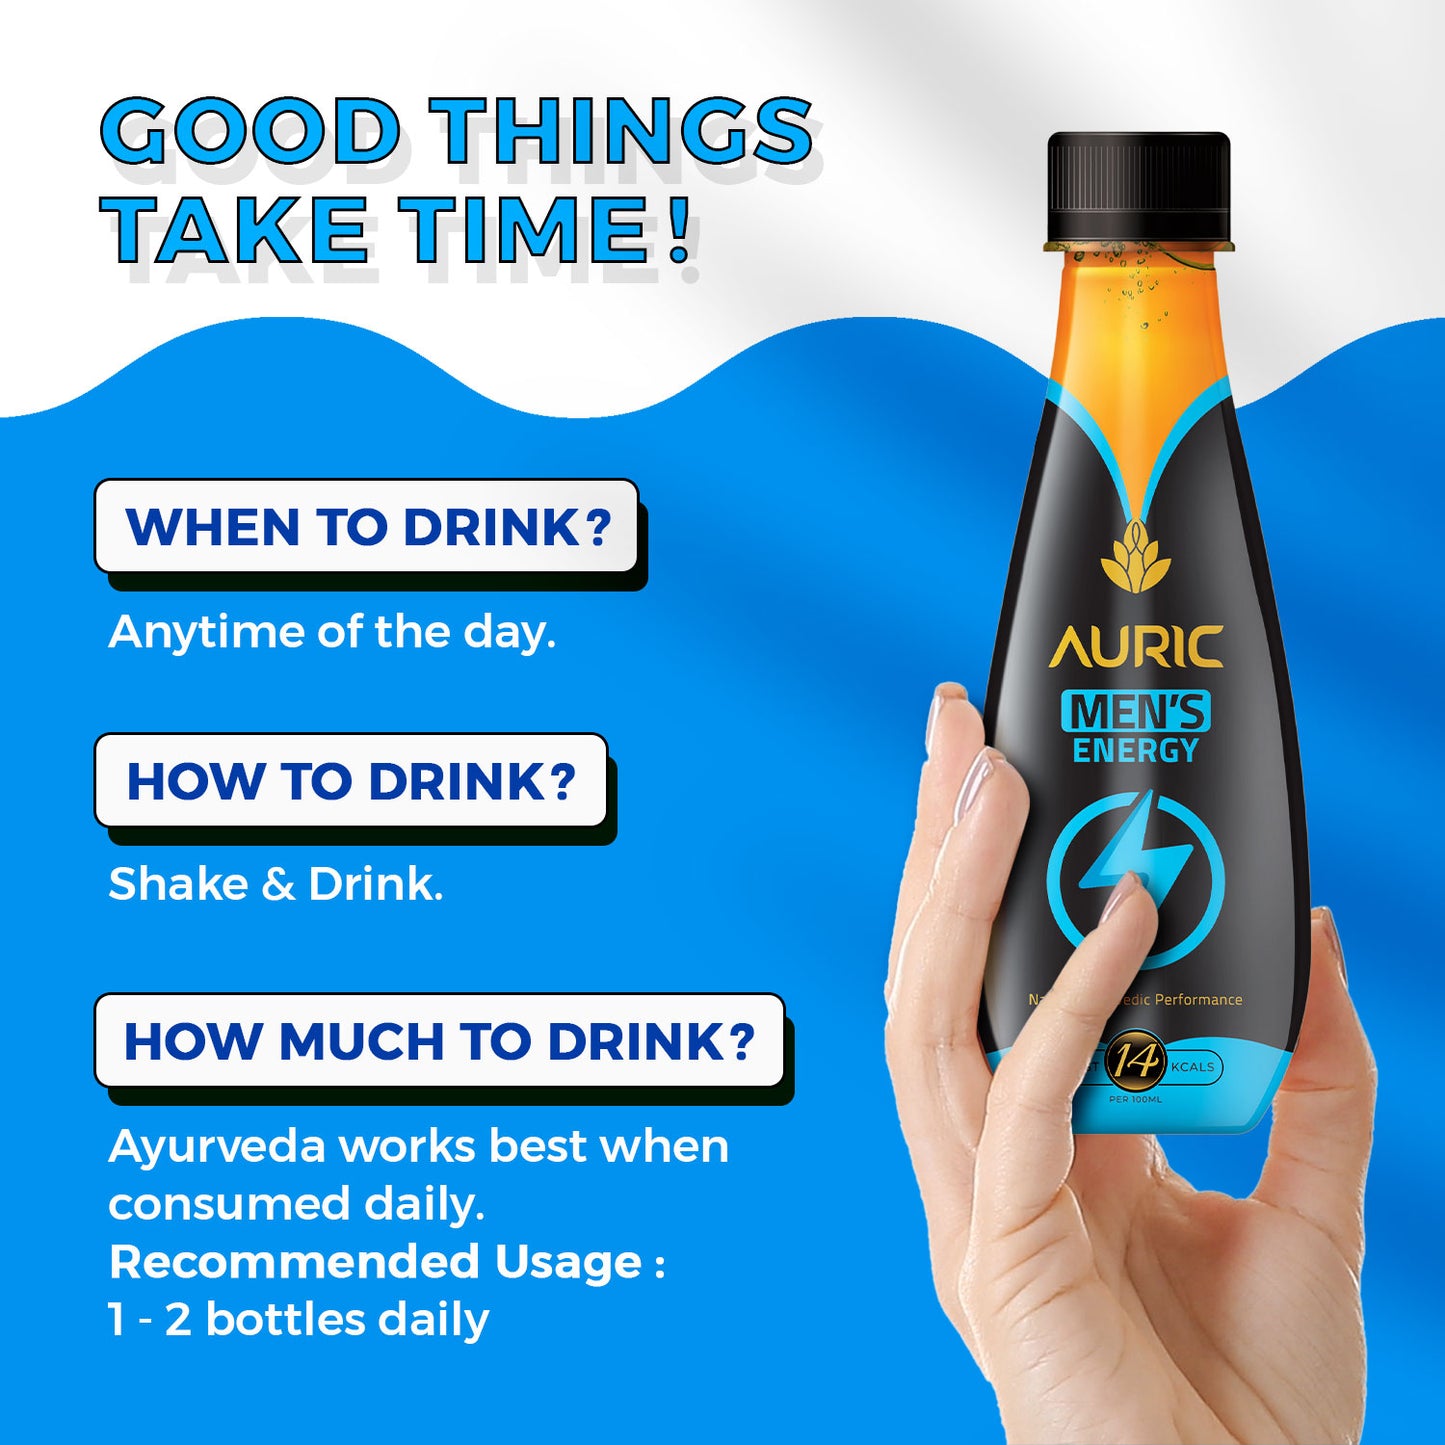 GOOD THINGS
TAKE TIME!
WHEN TO DRINK?
Anytime of the day.
HOW TO DRINK?
Shake & Drink.
HOW MUCH TO DRINK?
Ayurveda works best when
consumed daily.
Recommended Usage :
1 - 2 bottles daily
AURIC
MEN'S
ENERGY
Performance
14 KCALS
PER 100ML